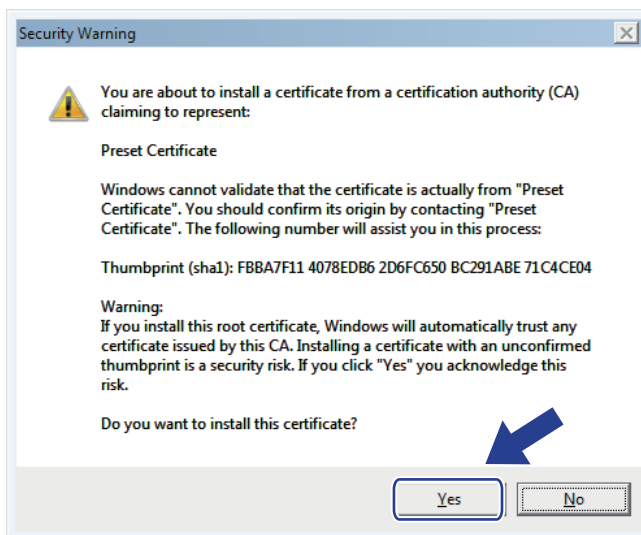 Security Warning
You are about to install a certificate from a certification authority (CA)
claiming to represent:
Preset Certificate
Windows cannot validate that the certificate is actually from "Preset
Certificate". You should confirm its origin by contacting "Preset
Certificate". The following number will assist you in this process:
Thumbprint (sha1): FBBA7F11 4078EDB6 2D6FC650 BC291ABE 71C4CE04
Warning:
If you install this root certificate, Windows will automatically trust any
certificate issued by this CA. Installing a certificate with an unconfirmed
thumbprint is a security risk. If you click "Yes" you acknowledge this
risk.
Do you want to install this certificate?
Yes No